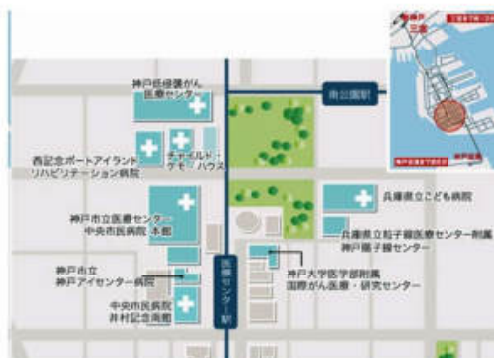 神戸低侵襲がん
医療センター
南公園駅
三宮
西記念ポートアイランド
リハビリテーション病院
チャイルド・
ケモ・ハウス
神戸市立医療センター
中央市民病院 本館
兵庫県立こども病院
兵庫県立粒子線医療センター附属
神戸陽子線センター
神戸市立
神戸アイセンター病院
医療センター駅
神戸大学医学部附属
国際がん医療・研究センター
中央市民病院
井村記念南館
神戸空港